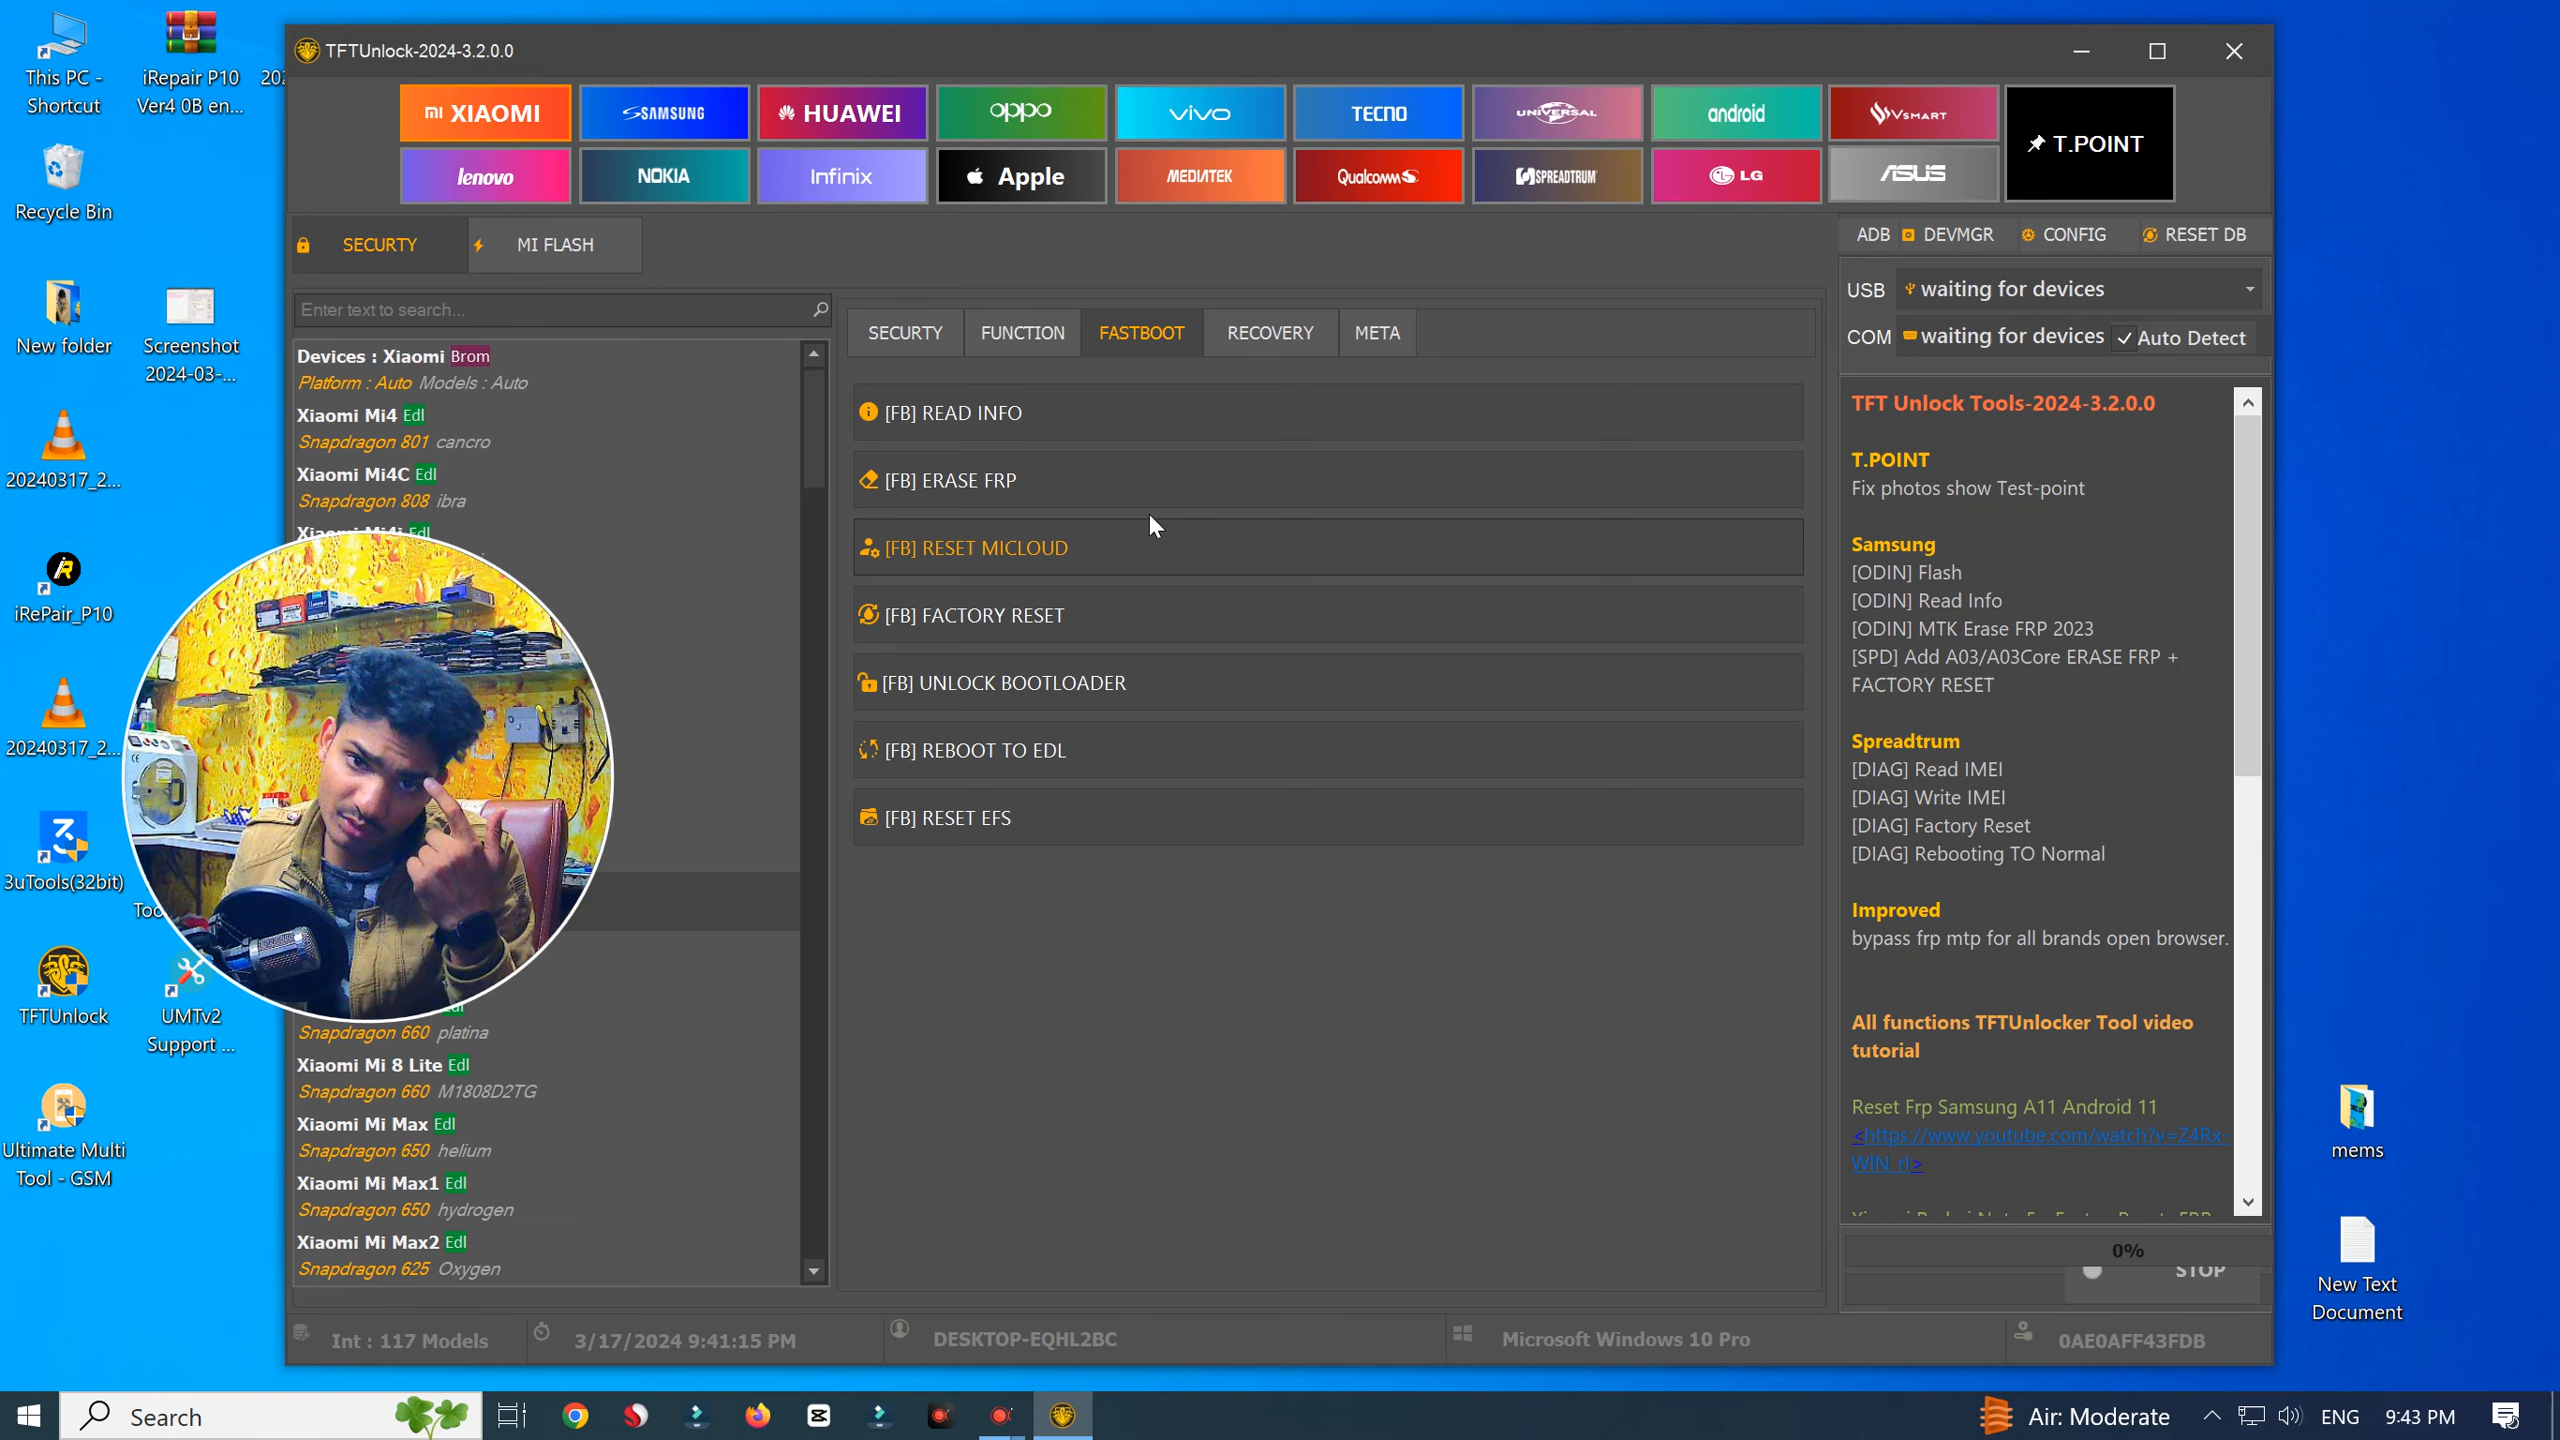 This PC -
Shortcut
iRepair P10
Ver4 0B en...
202
Recycle Bin
New folder
Screenshot
2024-03-...
20240317_2...
iRePair_P10
20240317_2...
3uTools(32bit)
Too
TFTUnlock
UMTv2
Support ...
Ultimate Multi
Tool - GSM
TFTUnlock-2024-3.2.0.0
XIAOMI
SAMSUNG
HUAWEI
oppo
vivo
TECNO
UNIVERSAL
android
VSMART
T.POINT
lenovo
NOKIA
Infinix
Apple
MEDIATEK
Qualcomm
SPREADTRUM
LG
ASUS
SECURTY
MI FLASH
ADB
DEVMGR
CONFIG
RESET DB
USB waiting for devices
COM waiting for devices Auto Detect
Enter text to search...
Devices : Xiaomi Brom
Platform : Auto Models : Auto
Xiaomi Mi4 Edl
Snapdragon 801 cancro
Xiaomi Mi4C Edl
Snapdragon 808 ibra
Xiaomi Mi4i Edl
Edl
Snapdragon 660 platina
Xiaomi Mi 8 Lite Edl
Snapdragon 660 M1808D2TG
Xiaomi Mi Max Edl
Snapdragon 650 helium
Xiaomi Mi Max1 Edl
Snapdragon 650 hydrogen
Xiaomi Mi Max2 Edl
Snapdragon 625 Oxygen
SECURTY
FUNCTION
FASTBOOT
RECOVERY
META
[FB] READ INFO
[FB] ERASE FRP
[FB] RESET MICLOUD
[FB] FACTORY RESET
[FB] UNLOCK BOOTLOADER
[FB] REBOOT TO EDL
[FB] RESET EFS
TFT Unlock Tools-2024-3.2.0.0
T.POINT
Fix photos show Test-point
Samsung
[ODIN] Flash
[ODIN] Read Info
[ODIN] MTK Erase FRP 2023
[SPD] Add A03/A03Core ERASE FRP +
FACTORY RESET
Spreadtrum
[DIAG] Read IMEI
[DIAG] Write IMEI
[DIAG] Factory Reset
[DIAG] Rebooting TO Normal
Improved
bypass frp mtp for all brands open browser.
All functions TFTUnlocker Tool video
tutorial
Reset Frp Samsung A11 Android 11
<https://www.youtube.com/watch?v=Z4Rx-
0%
STOP
Int : 117 Models
3/17/2024 9:41:15 PM
DESKTOP-EQHL2BC
Microsoft Windows 10 Pro
0AE0AFF43FDB
mems
New Text
Document
Search
Air: Moderate
ENG
9:43 PM